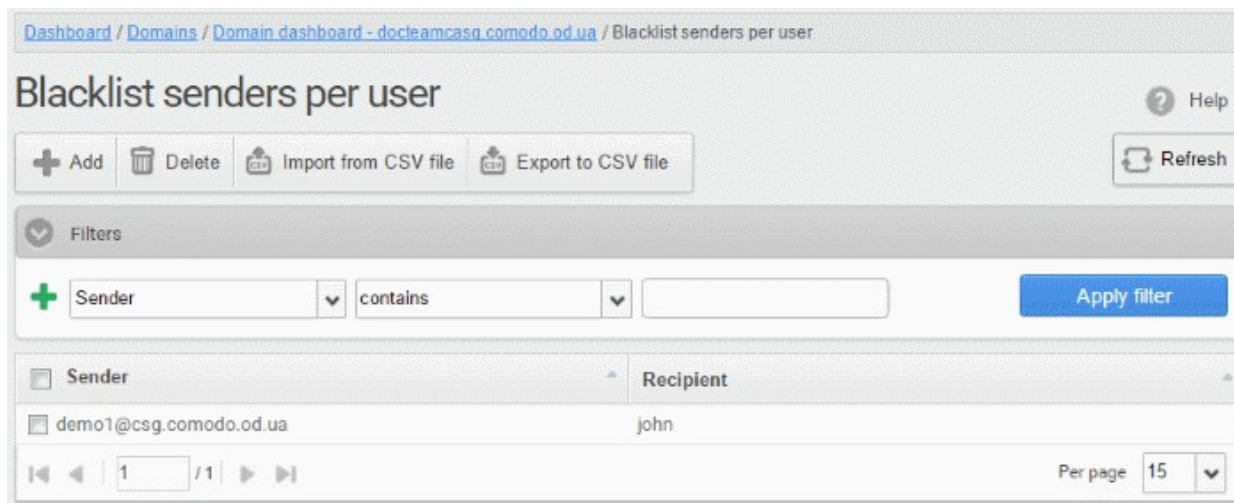 Dashboard / Domains / Domain dashboard - docteamcasg.comodo.od.ua / Blacklist senders per user
Blacklist senders per user
Help
Add Delete Import from CSV file Export to CSV file Refresh
Filters
Sender contains Apply filter
Sender Recipient
demo1@csg.comodo.od.ua john
1 / 1 Per page 15